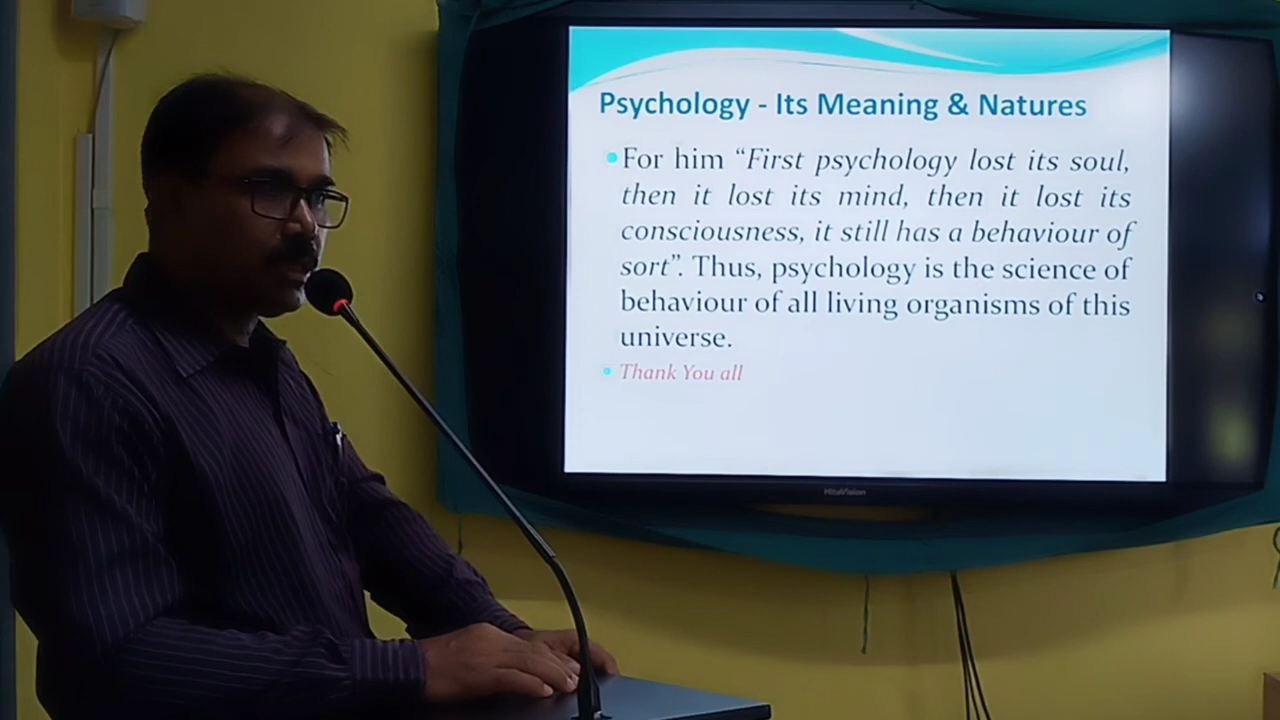 Psychology - Its Meaning & Natures
For him “First psychology lost its soul,
then it lost its mind, then it lost its
consciousness, it still has a behaviour of
sort”. Thus, psychology is the science of
behaviour of all living organisms of this
universe.
Thank You all
HiteVision